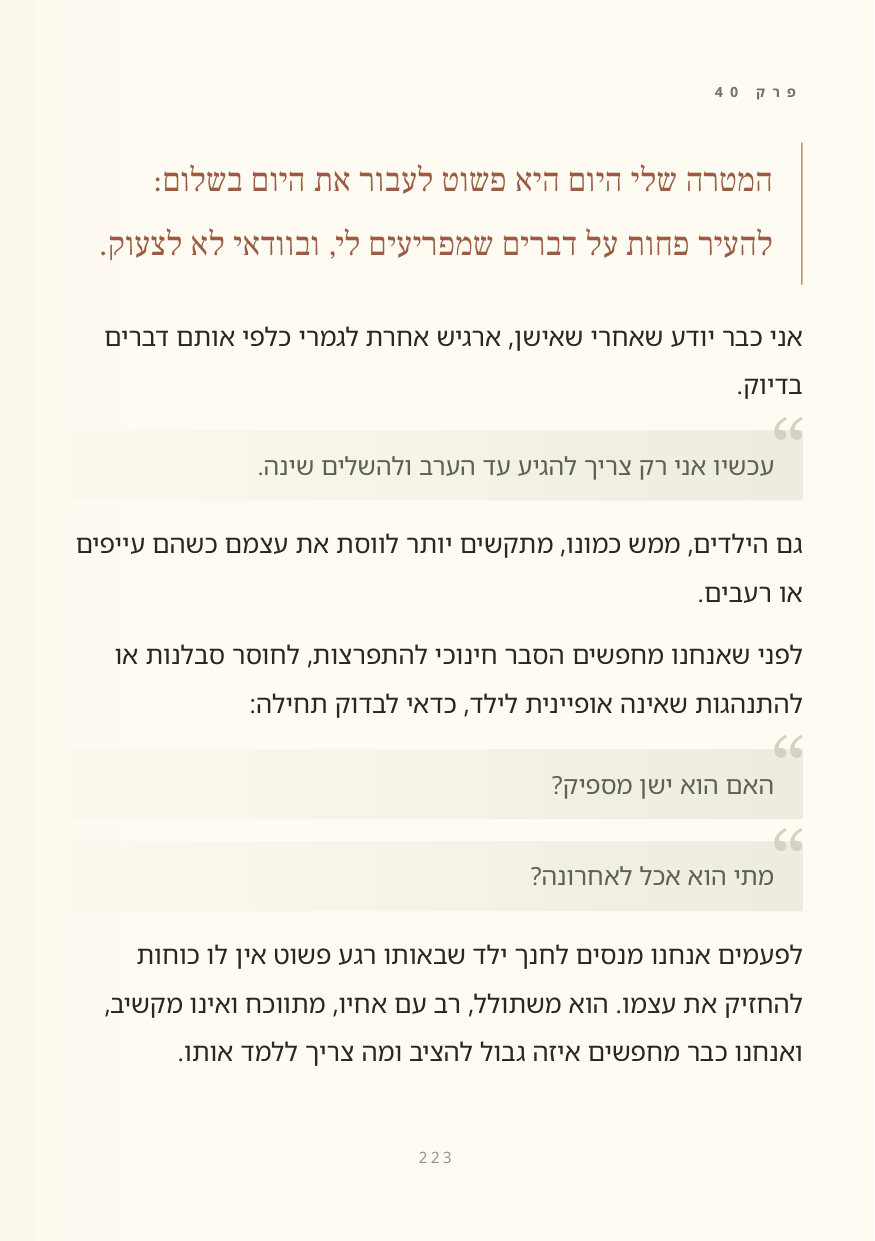 פרק 40
המטרה שלי היום היא פשוט לעבור את היום בשלום:
להעיר פחות על דברים שמפריעים לי, ובוודאי לא לצעוק.
אני כבר יודע שאחרי שאישן, ארגיש אחרת לגמרי כלפי אותם דברים
בדיוק.
עכשיו אני רק צריך להגיע עד הערב ולהשלים שינה.
גם הילדים, ממש כמונו, מתקשים יותר לווסת את עצמם כשהם עייפים
או רעבים.
לפני שאנחנו מחפשים הסבר חינוכי להתפרצות, לחוסר סבלנות או
להתנהגות שאינה אופיינית לילד, כדאי לבדוק תחילה:
האם הוא ישן מספיק?
מתי הוא אכל לאחרונה?
לפעמים אנחנו מנסים לחנך ילד שבאותו רגע פשוט אין לו כוחות
להחזיק את עצמו. הוא משתולל, רב עם אחיו, מתווכח ואינו מקשיב,
ואנחנו כבר מחפשים איזה גבול להציב ומה צריך ללמד אותו.
223